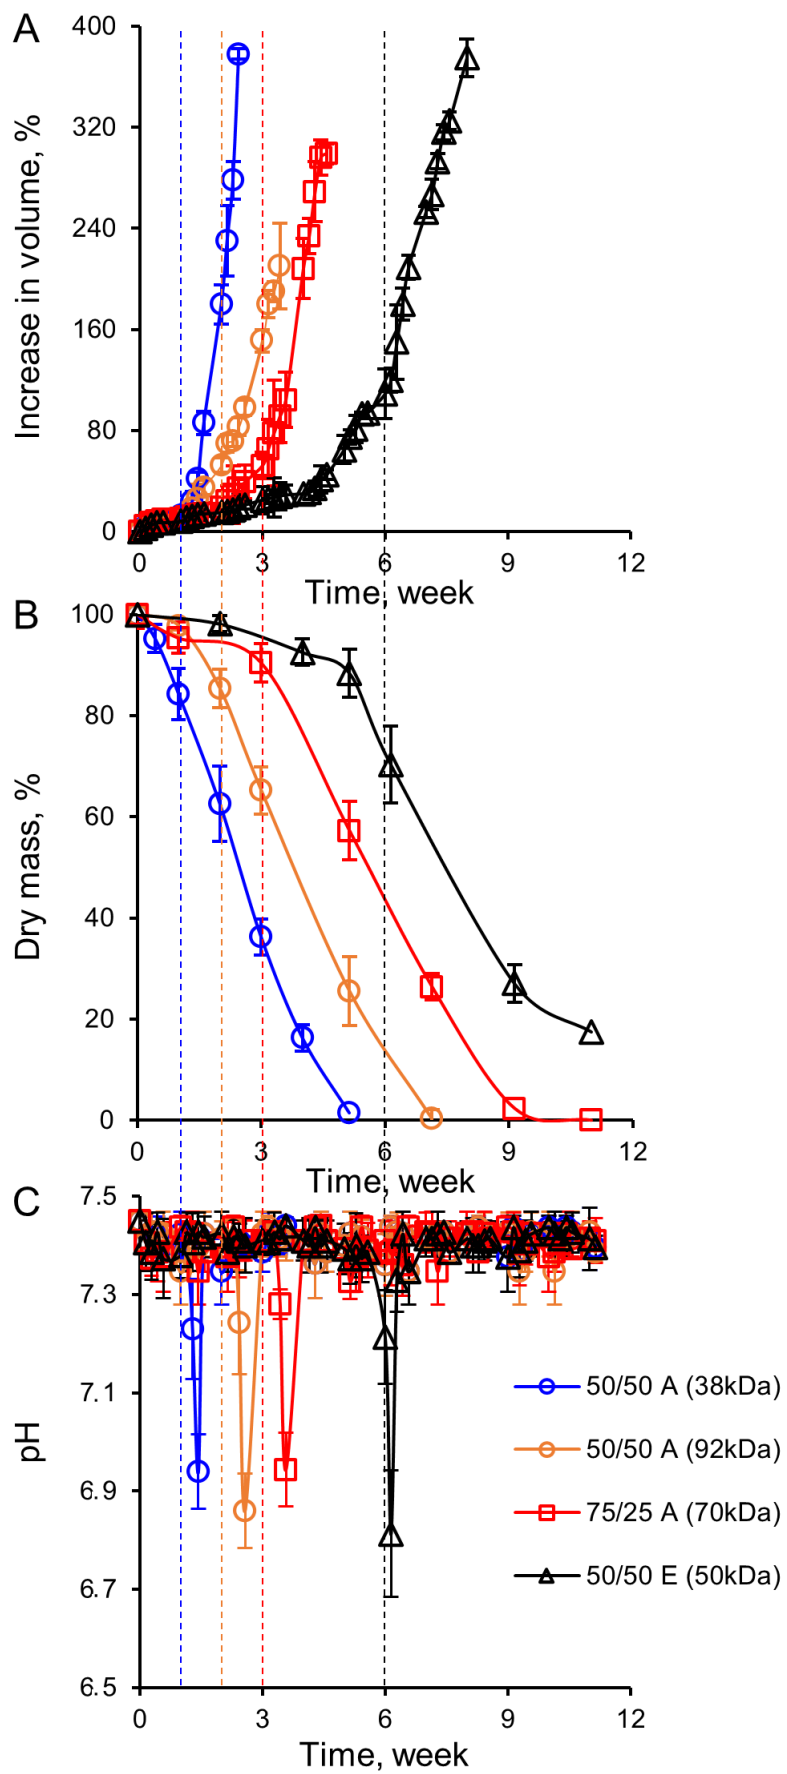 A
Increase in volume, %
400
320
240
160
80
0
0 3 6 9 12
Time, week
B
Dry mass, %
100
80
60
40
20
0
0 3 6 9 12
Time, week
C
pH
7.5
7.3
7.1
6.9
6.7
6.5
0 3 6 9 12
Time, week
50/50 A (38kDa)
50/50 A (92kDa)
75/25 A (70kDa)
50/50 E (50kDa)